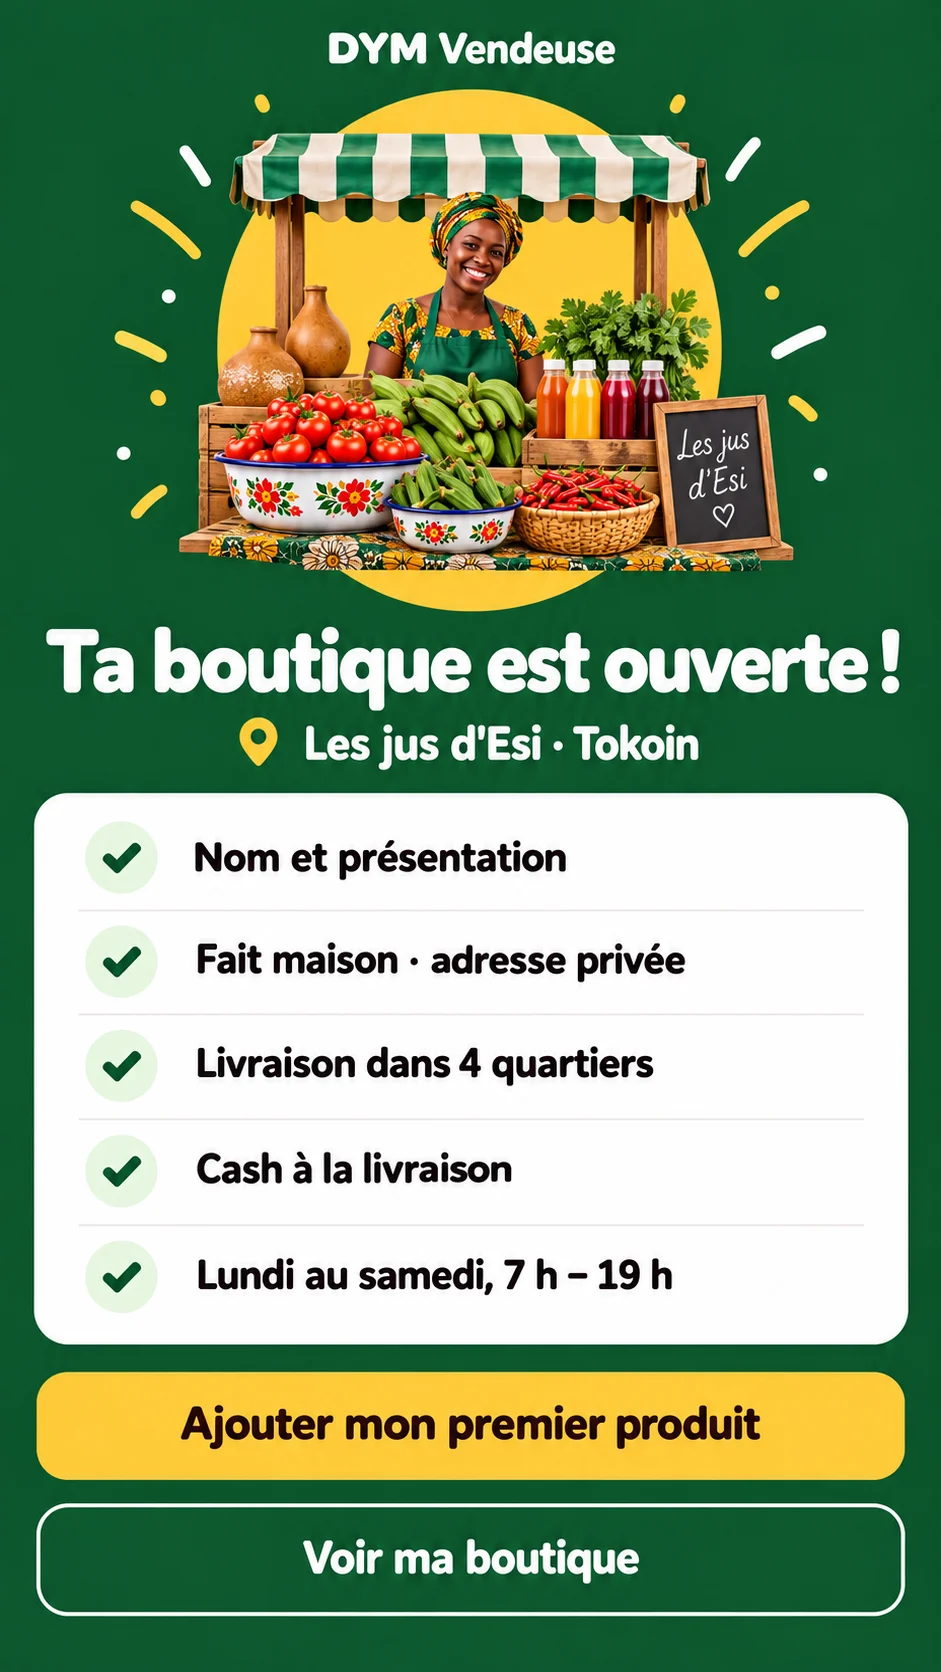 DYM Vendeuse
Les jus
d'Esi
Ta boutique est ouverte !
Les jus d'Esi · Tokoin
Nom et présentation
Fait maison · adresse privée
Livraison dans 4 quartiers
Cash à la livraison
Lundi au samedi, 7 h – 19 h
Ajouter mon premier produit
Voir ma boutique